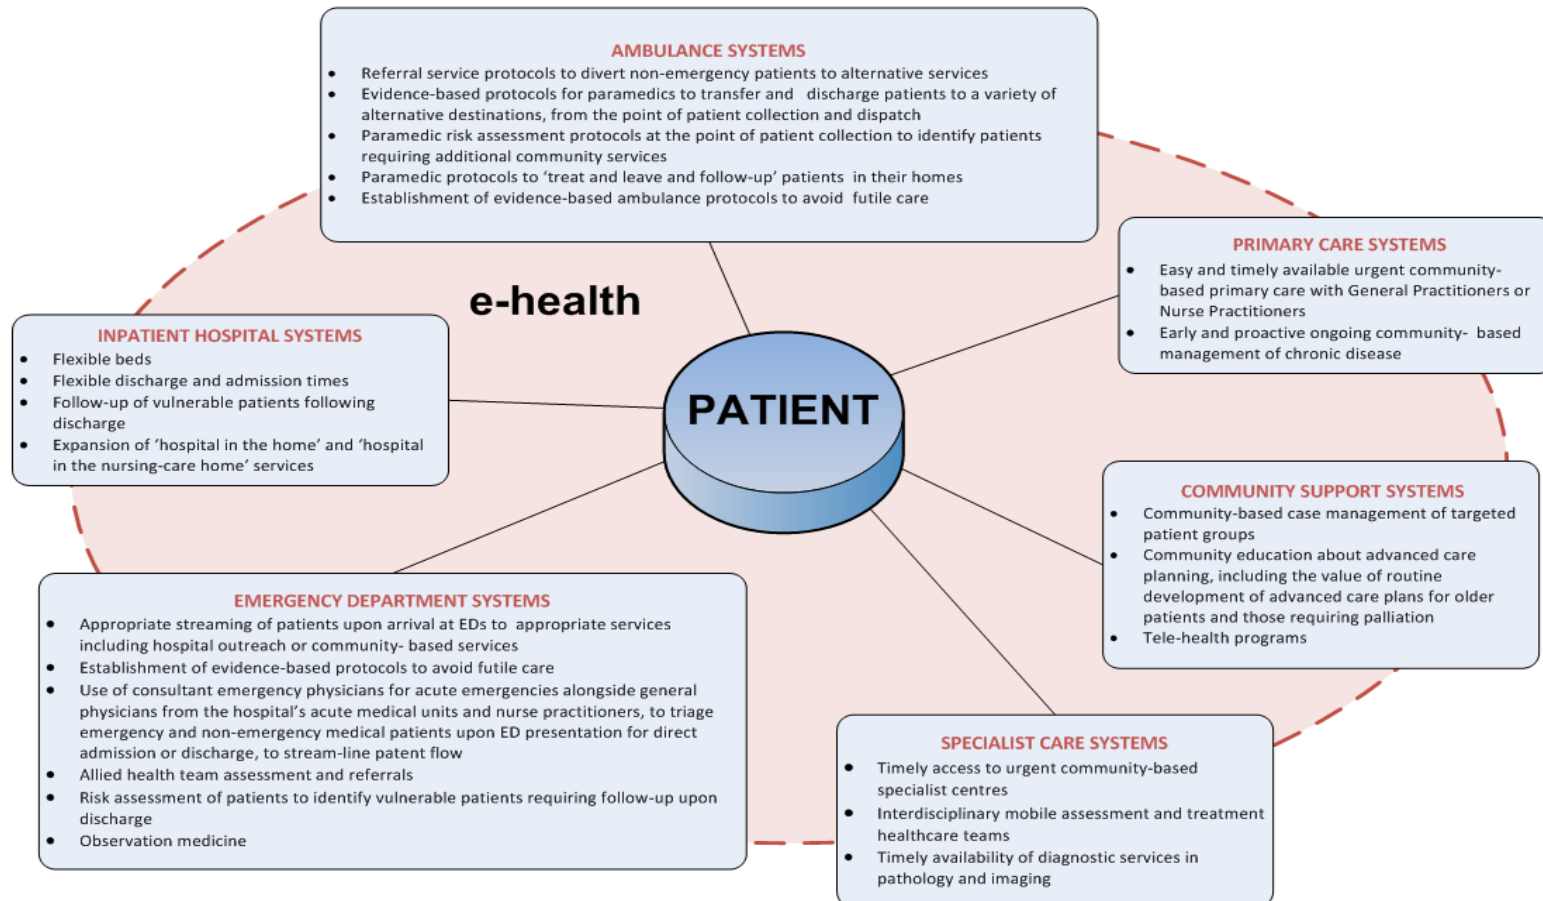 AMBULANCE SYSTEMS
• Referral service protocols to divert non-emergency patients to alternative services
• Evidence-based protocols for paramedics to transfer and discharge patients to a variety of
alternative destinations, from the point of patient collection and dispatch
• Paramedic risk assessment protocols at the point of patient collection to identify patients
requiring additional community services
• Paramedic protocols to ‘treat and leave and follow-up’ patients in their homes
• Establishment of evidence-based ambulance protocols to avoid futile care
PRIMARY CARE SYSTEMS
• Easy and timely available urgent community-
based primary care with General Practitioners or
Nurse Practitioners
• Early and proactive ongoing community- based
management of chronic disease
e-health
INPATIENT HOSPITAL SYSTEMS
• Flexible beds
• Flexible discharge and admission times
• Follow-up of vulnerable patients following
discharge
• Expansion of ‘hospital in the home’ and ‘hospital
in the nursing-care home’ services
PATIENT
COMMUNITY SUPPORT SYSTEMS
• Community-based case management of targeted
patient groups
• Community education about advanced care
planning, including the value of routine
development of advanced care plans for older
patients and those requiring palliation
• Tele-health programs
EMERGENCY DEPARTMENT SYSTEMS
• Appropriate streaming of patients upon arrival at EDs to appropriate services
including hospital outreach or community- based services
• Establishment of evidence-based protocols to avoid futile care
• Use of consultant emergency physicians for acute emergencies alongside general
physicians from the hospital’s acute medical units and nurse practitioners, to triage
emergency and non-emergency medical patients upon ED presentation for direct
admission or discharge, to stream-line patent flow
• Allied health team assessment and referrals
• Risk assessment of patients to identify vulnerable patients requiring follow-up upon
discharge
• Observation medicine
SPECIALIST CARE SYSTEMS
• Timely access to urgent community-based
specialist centres
• Interdisciplinary mobile assessment and treatment
healthcare teams
• Timely availability of diagnostic services in
pathology and imaging